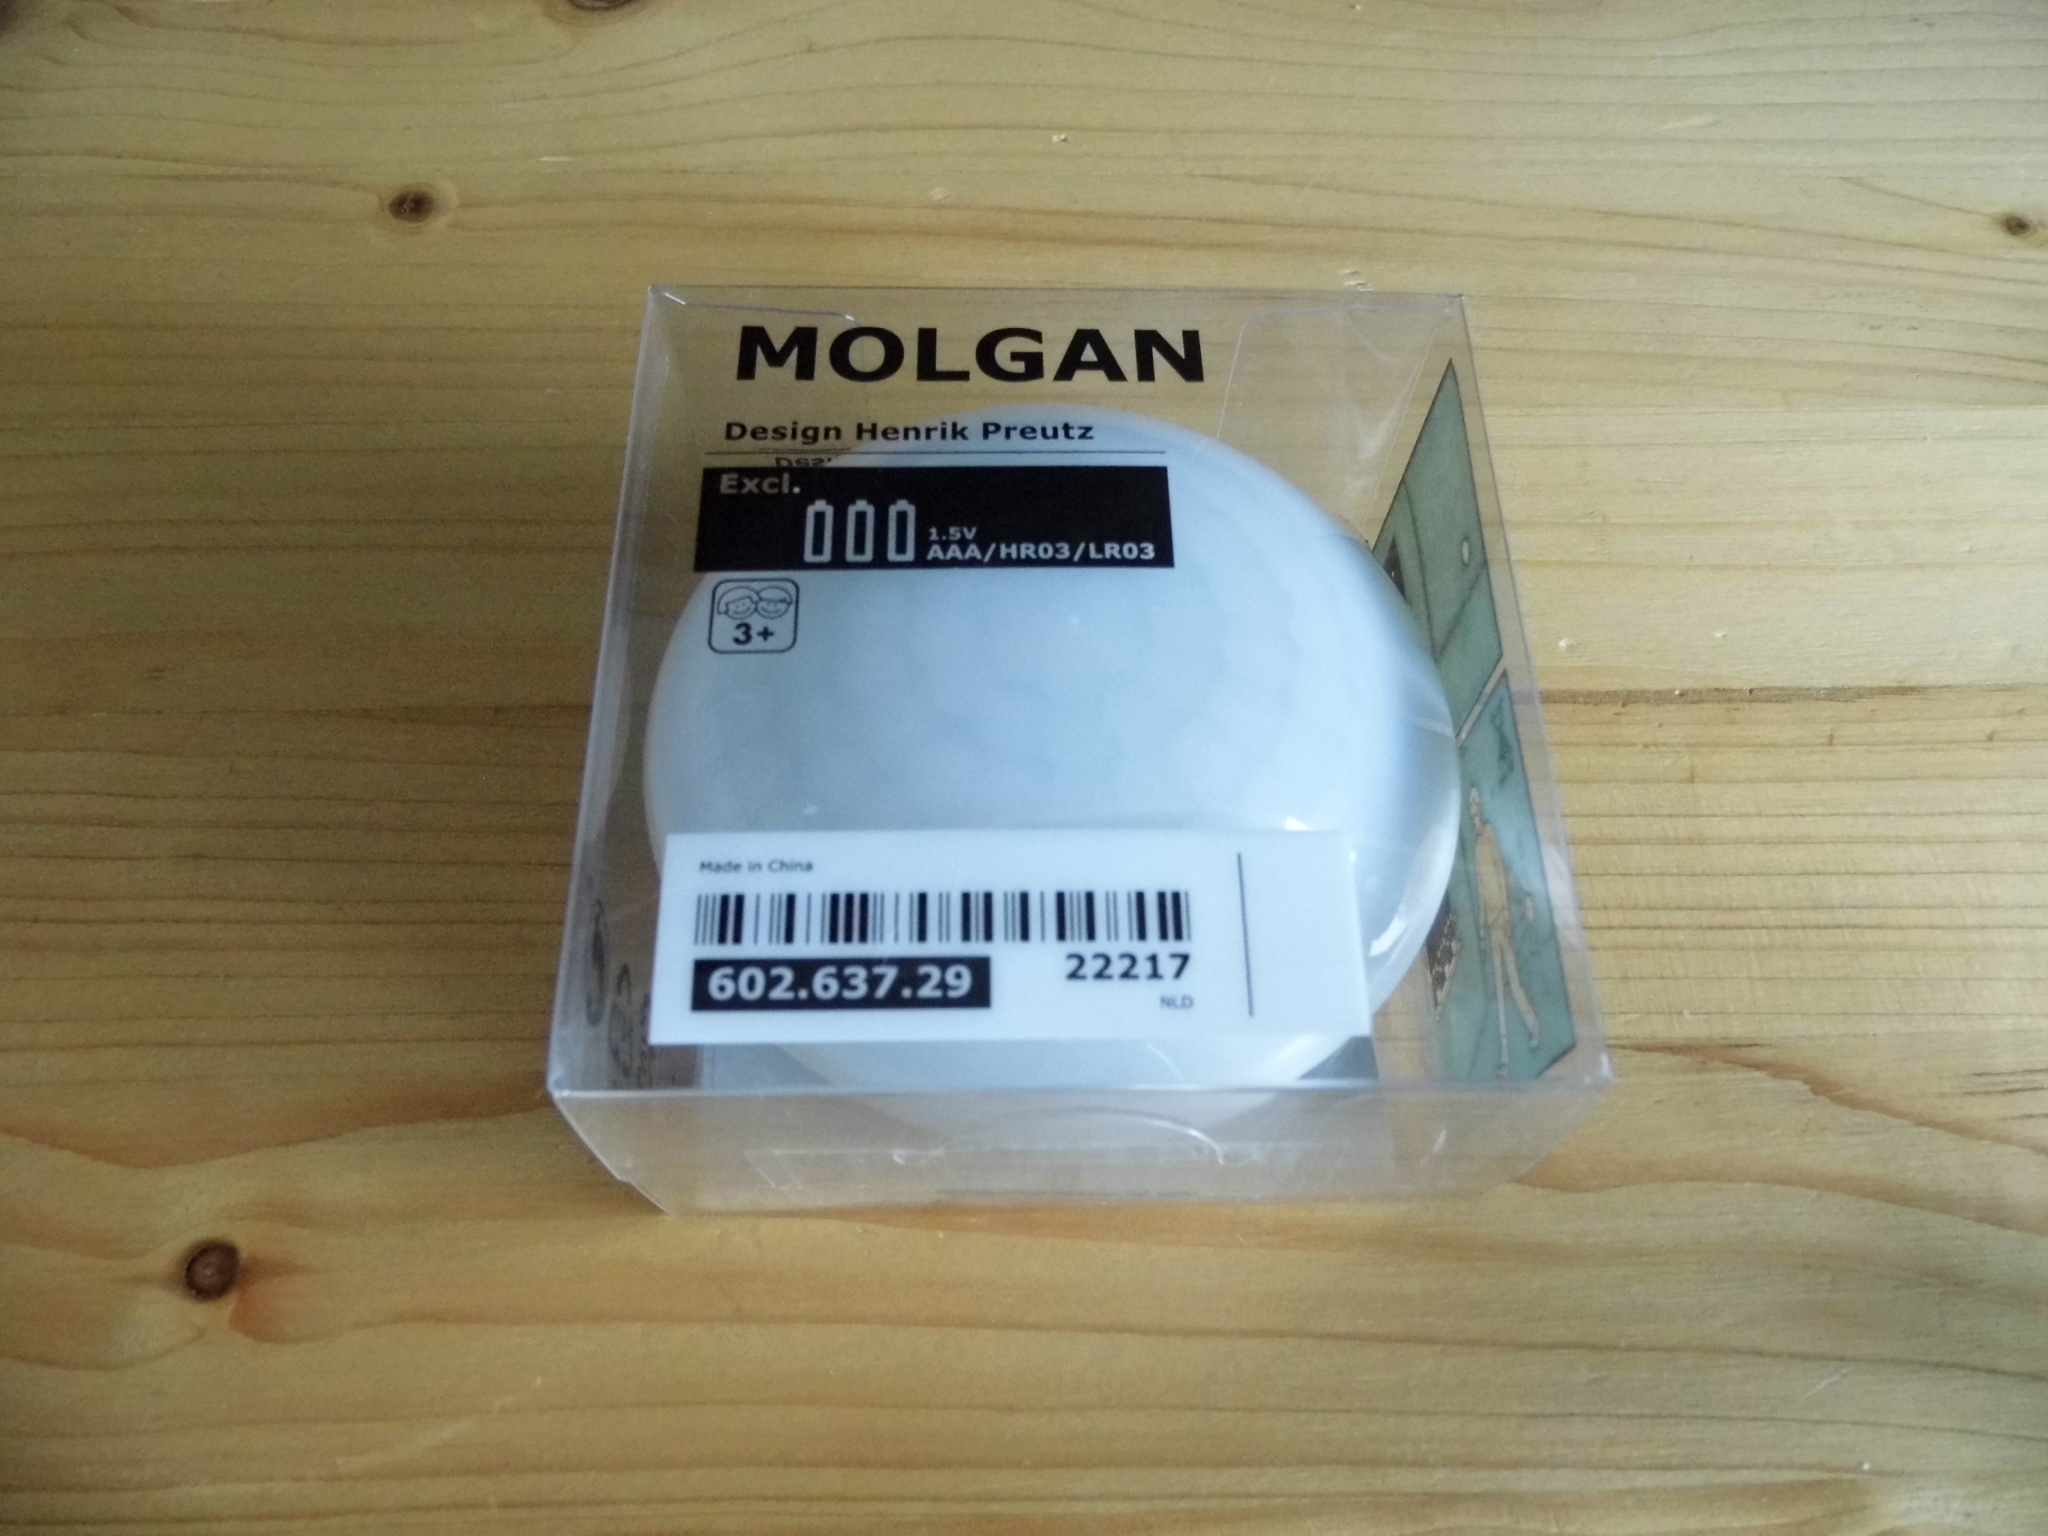 MOLGAN
Design Henrik Preutz
Excl.
1.5V
AAA/HR03/LR03
3+
Made in China
602.637.29
22217
NLD